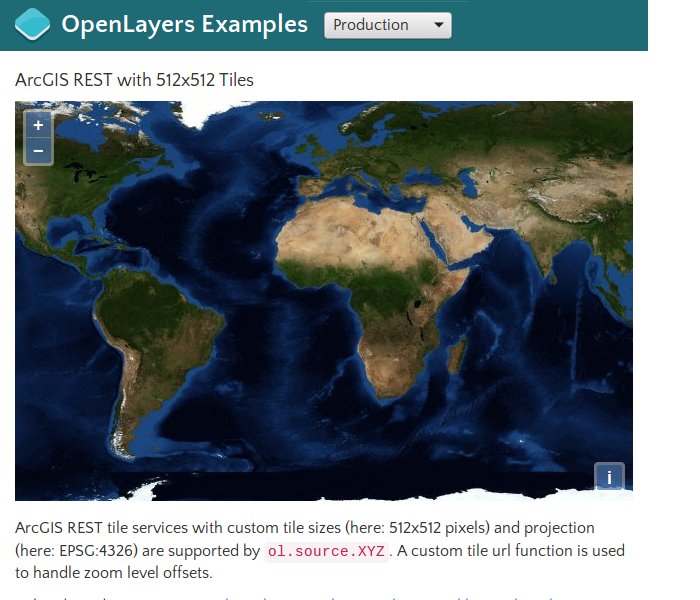 OpenLayers Examples
Production
ArcGIS REST with 512x512 Tiles
+
−
i
ArcGIS REST tile services with custom tile sizes (here: 512x512 pixels) and projection
(here: EPSG:4326) are supported by ol.source.XYZ. A custom tile url function is used
to handle zoom level offsets.